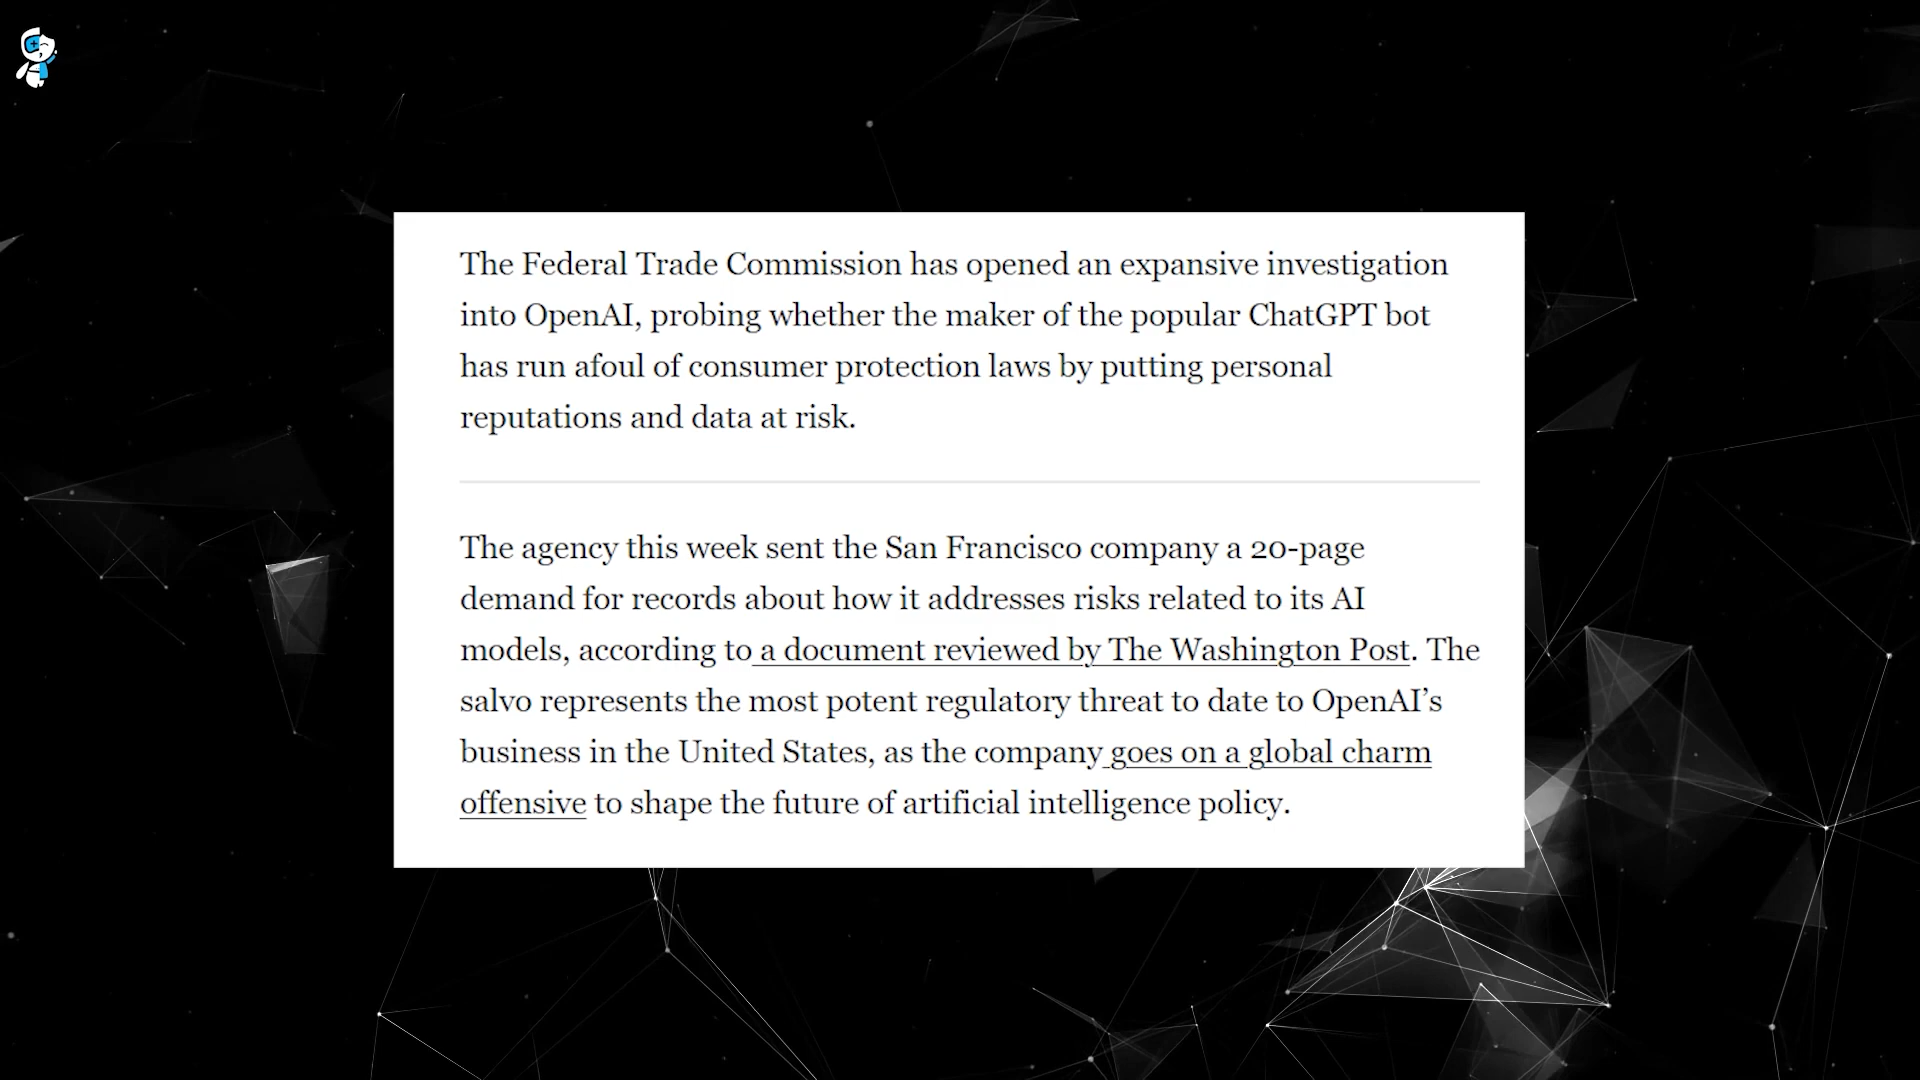 The Federal Trade Commission has opened an expansive investigation
into OpenAI, probing whether the maker of the popular ChatGPT bot
has run afoul of consumer protection laws by putting personal
reputations and data at risk.
The agency this week sent the San Francisco company a 20-page
demand for records about how it addresses risks related to its AI
models, according to a document reviewed by The Washington Post. The
salvo represents the most potent regulatory threat to date to OpenAI’s
business in the United States, as the company goes on a global charm
offensive to shape the future of artificial intelligence policy.